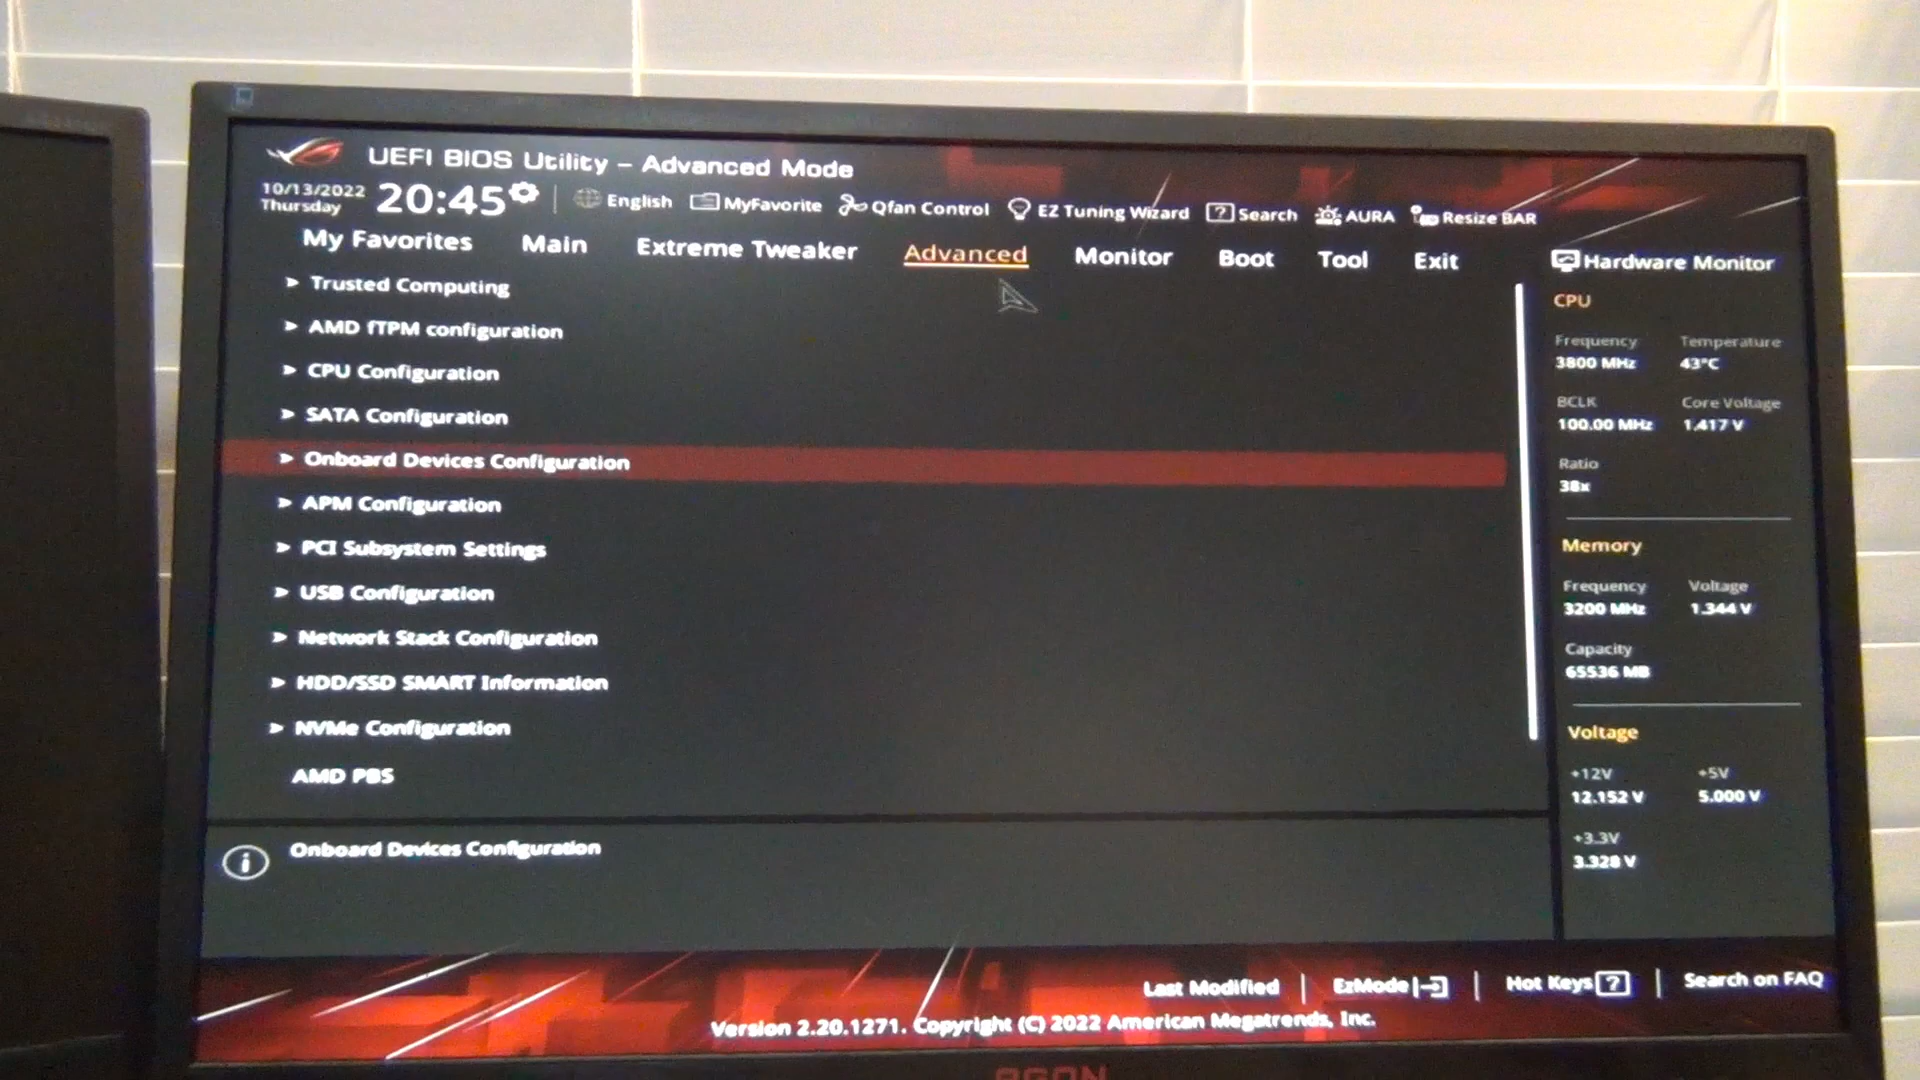 UEFI BIOS Utility – Advanced Mode
10/13/2022
Thursday
20:45
English
MyFavorite
Qfan Control
EZ Tuning Wizard
Search
AURA
Resize BAR
My Favorites
Main
Extreme Tweaker
Advanced
Monitor
Boot
Tool
Exit
Trusted Computing
AMD fTPM configuration
CPU Configuration
SATA Configuration
Onboard Devices Configuration
APM Configuration
PCI Subsystem Settings
USB Configuration
Network Stack Configuration
HDD/SSD SMART Information
NVMe Configuration
AMD PBS
Onboard Devices Configuration
Hardware Monitor
CPU
Frequency Temperature
3800 MHz 43°C
BCLK Core Voltage
100.00 MHz 1.417 V
Ratio
38x
Memory
Frequency Voltage
3200 MHz 1.344 V
Capacity
65536 MB
Voltage
+12V +5V
12.152 V 5.000 V
+3.3V
3.328 V
Last Modified
EzMode
Hot Keys ?
Search on FAQ
Version 2.20.1271. Copyright (C) 2022 American Megatrends, Inc.